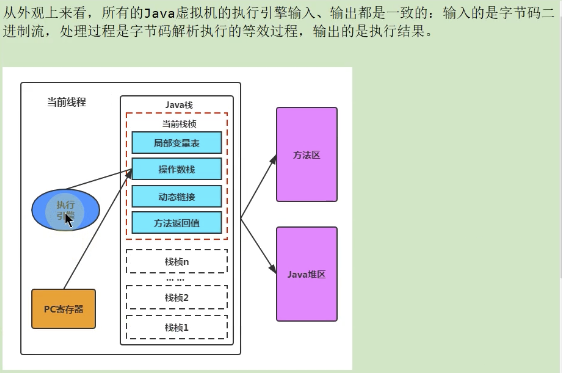 从外观上来看，所有的Java虚拟机的执行引擎输入、输出都是一致的：输入的是字节码二
进制流，处理过程是字节码解析执行的等效过程，输出的是执行结果。
当前线程
Java栈
当前栈桢
局部变量表
操作数栈
动态链接
方法返回值
栈桢n
... ...
栈桢2
栈桢1
执行
引擎
PC寄存器
方法区
Java堆区